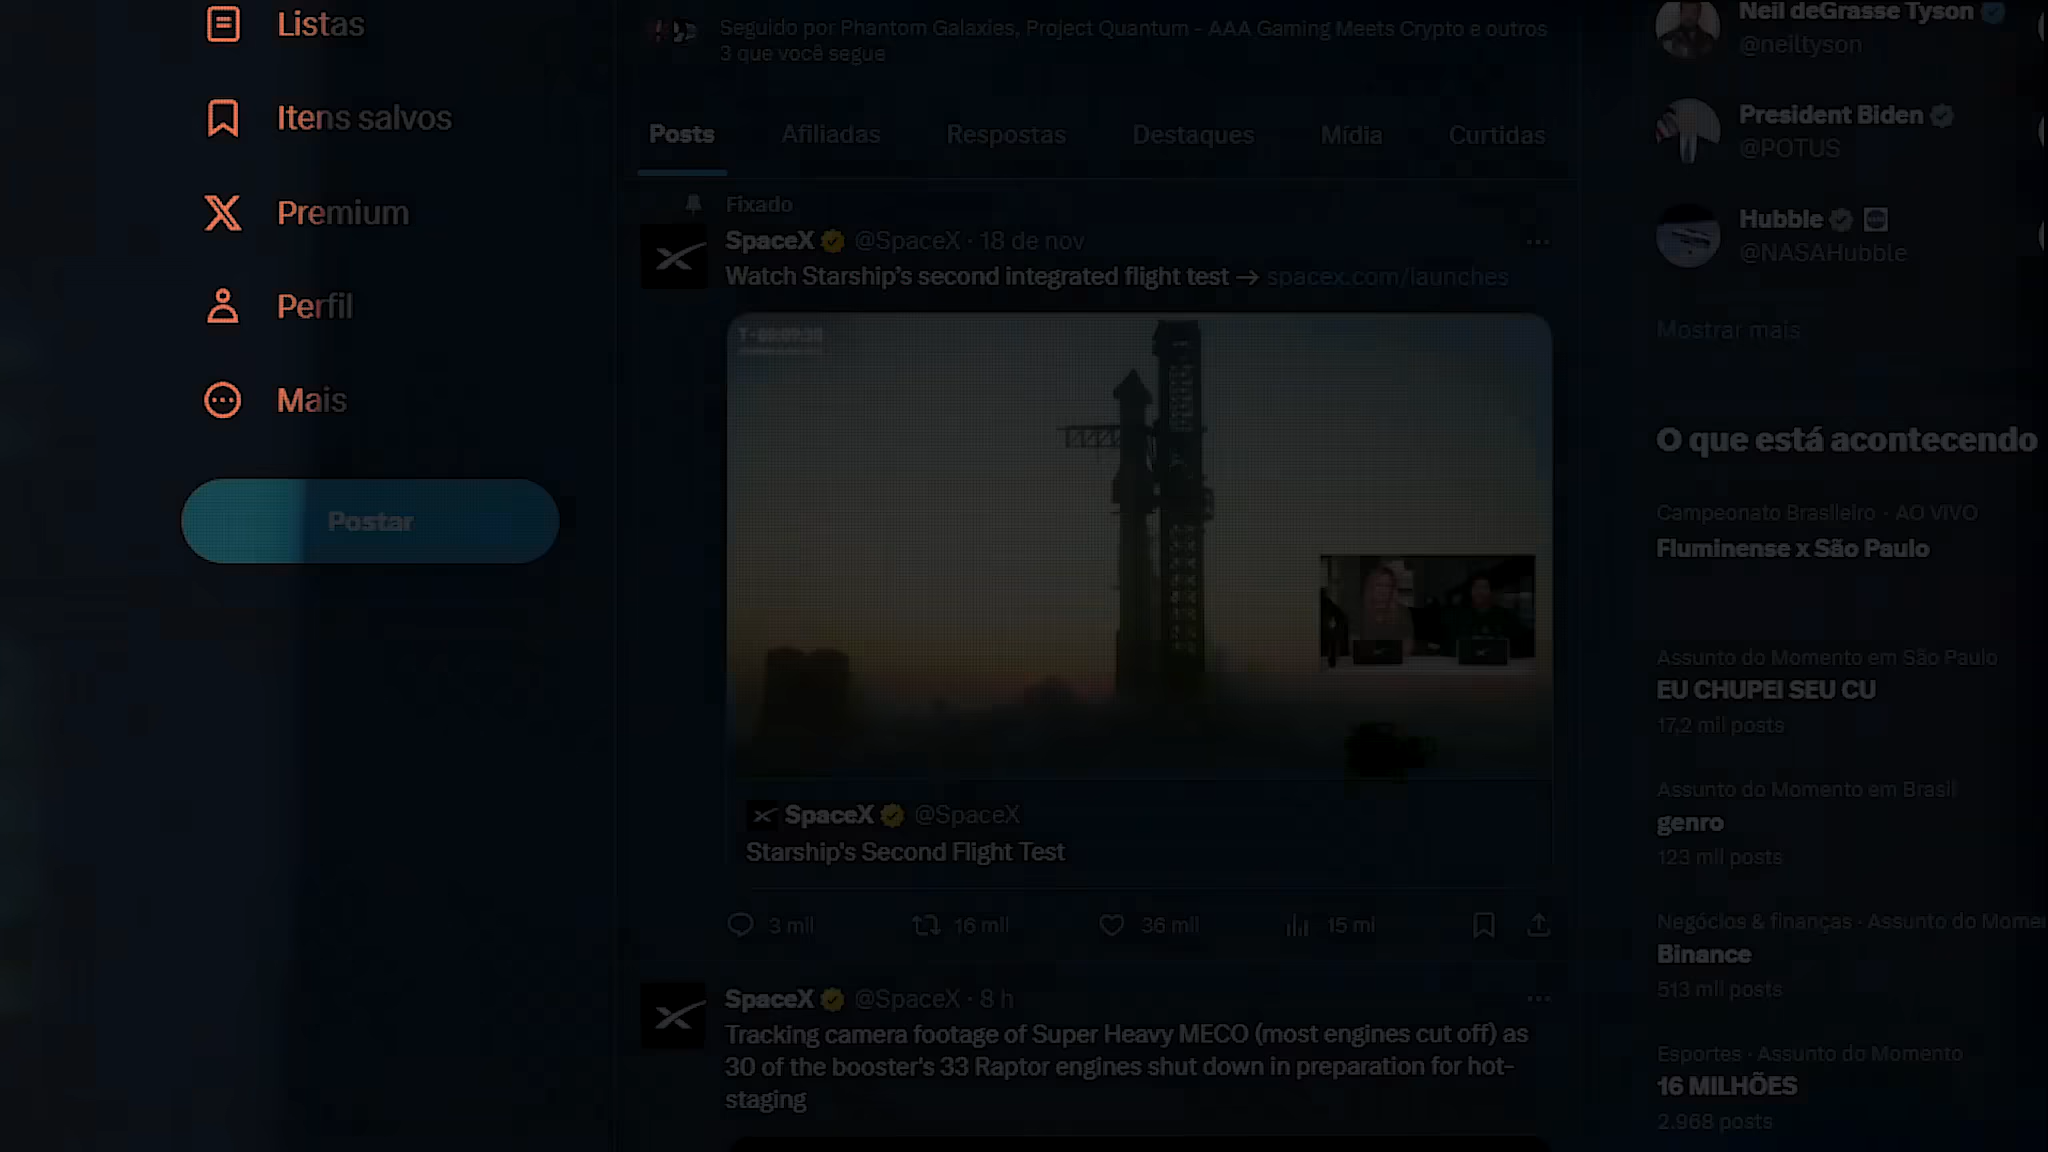 Listas
Itens salvos
Premium
Perfil
Mais
Postar
Seguido por Phantom Galaxies, Project Quantum - AAA Gaming Meets Crypto e outros
3 que você segue
Posts
Afiliadas
Respostas
Destaques
Mídia
Curtidas
Fixado
SpaceX @SpaceX · 18 de nov
Watch Starship's second integrated flight test → spacex.com/launches
SpaceX @SpaceX
Starship's Second Flight Test
3 mil
16 mil
36 mil
15 mi
SpaceX @SpaceX · 8 h
Tracking camera footage of Super Heavy MECO (most engines cut off) as
30 of the booster's 33 Raptor engines shut down in preparation for hot-
staging
Neil deGrasse Tyson
@neiltyson
President Biden
@POTUS
Hubble
@NASAHubble
Mostrar mais
O que está acontecendo
Campeonato Brasileiro · AO VIVO
Fluminense x São Paulo
Assunto do Momento em São Paulo
EU CHUPEI SEU CU
17,2 mil posts
Assunto do Momento em Brasil
genro
123 mil posts
Negócios & finanças · Assunto do
Binance
513 mil posts
Esportes · Assunto do Momento
16 MILHÕES
2.968 posts